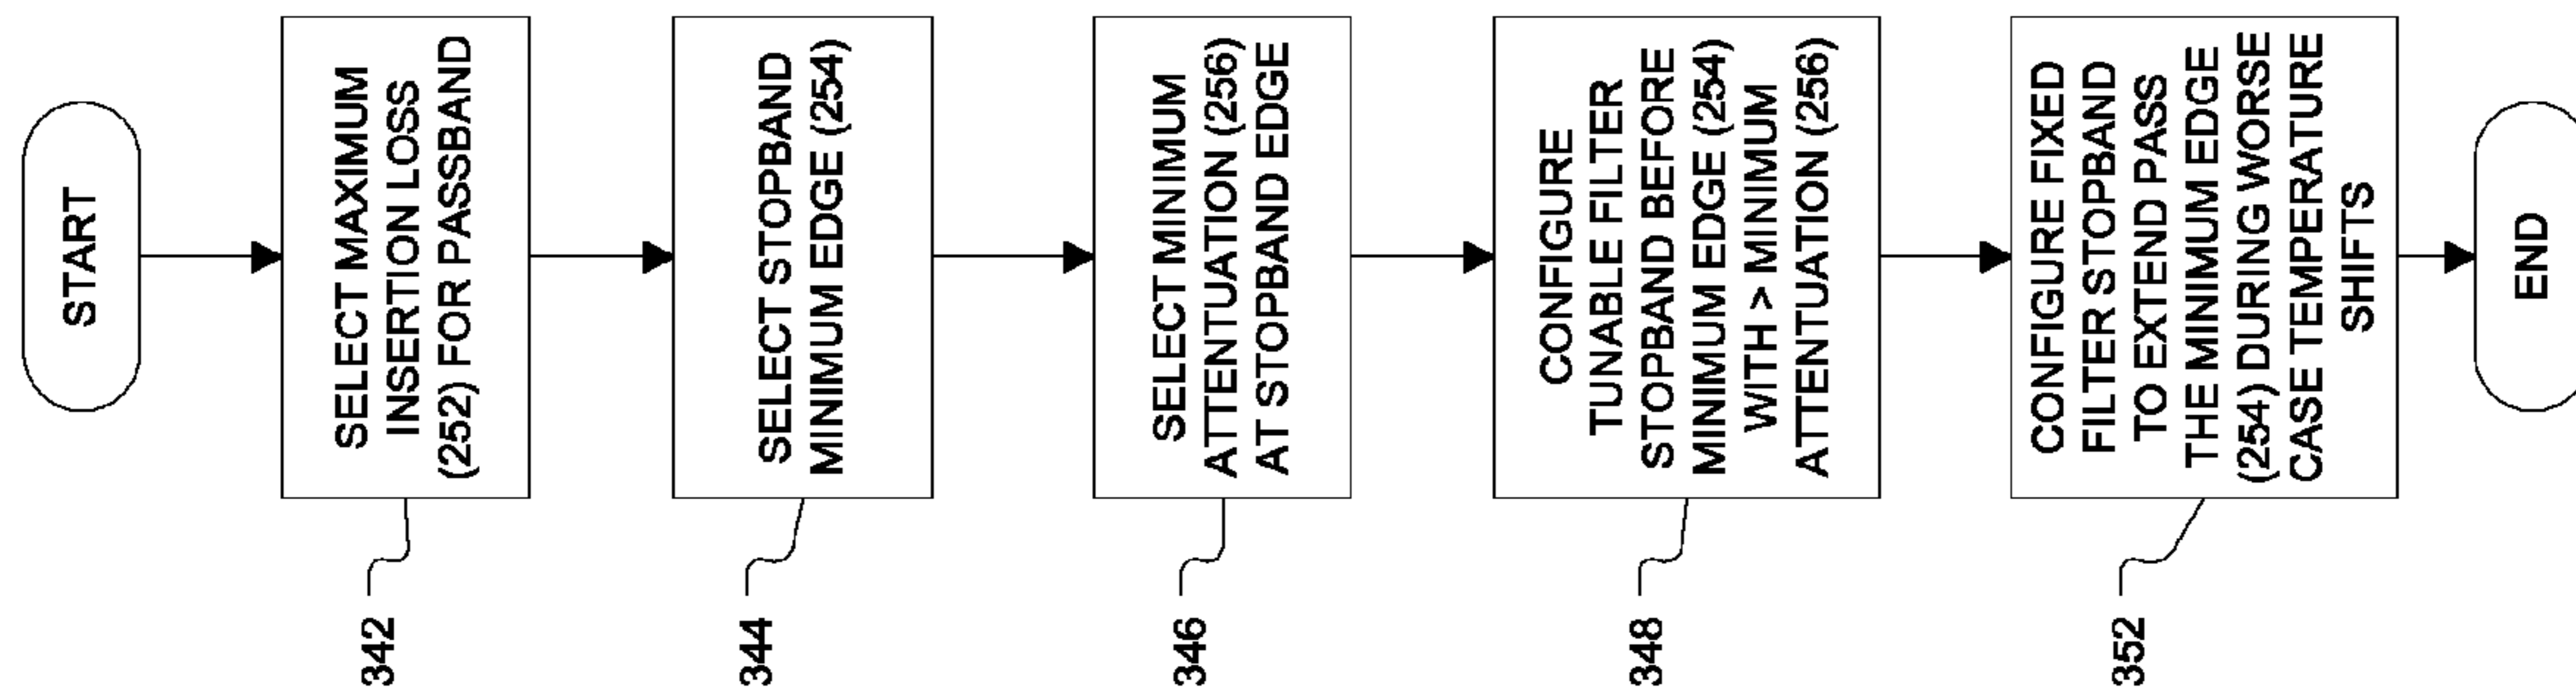 START
SELECT MAXIMUM
INSERTION LOSS
(252) FOR PASSBAND
342
SELECT STOPBAND
MINIMUM EDGE (254)
344
SELECT MINIMUM
ATTENTUATION (256)
AT STOPBAND EDGE
346
CONFIGURE
TUNABLE FILTER
STOPBAND BEFORE
MINIMUM EDGE (254)
WITH > MINIMUM
ATTENTUATION (256)
348
CONFIGURE FIXED
FILTER STOPBAND
TO EXTEND PASS
THE MINIMUM EDGE
(254) DURING WORSE
CASE TEMPERATURE
SHIFTS
352
END